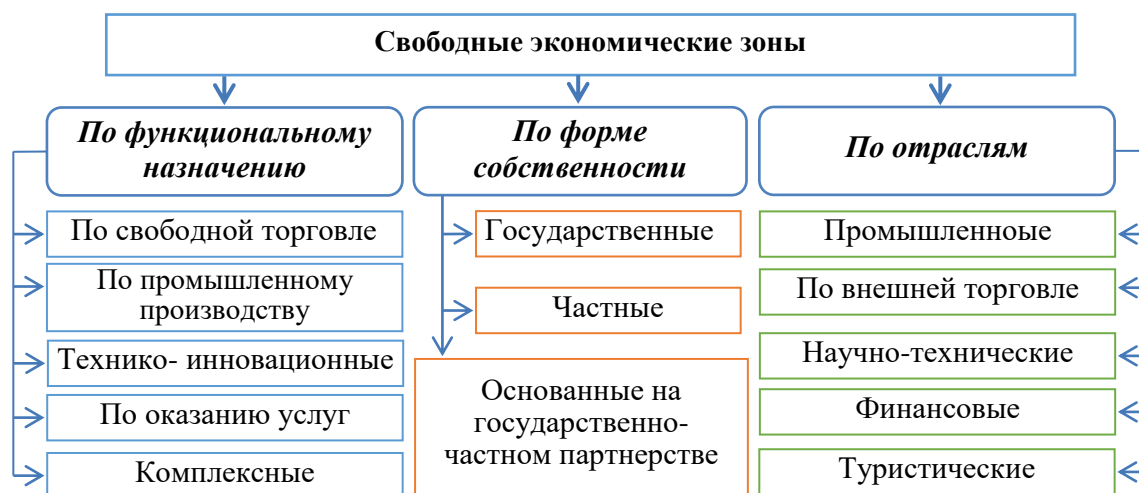 Свободные экономические зоны
По функциональному
назначению
По свободной торговле
По промышленному
производству
Технико- инновационные
По оказанию услуг
Комплексные
По форме
собственности
Государственные
Частные
Основанные на
государственно-
частном партнерстве
По отраслям
Промышленноые
По внешней торговле
Научно-технические
Финансовые
Туристические